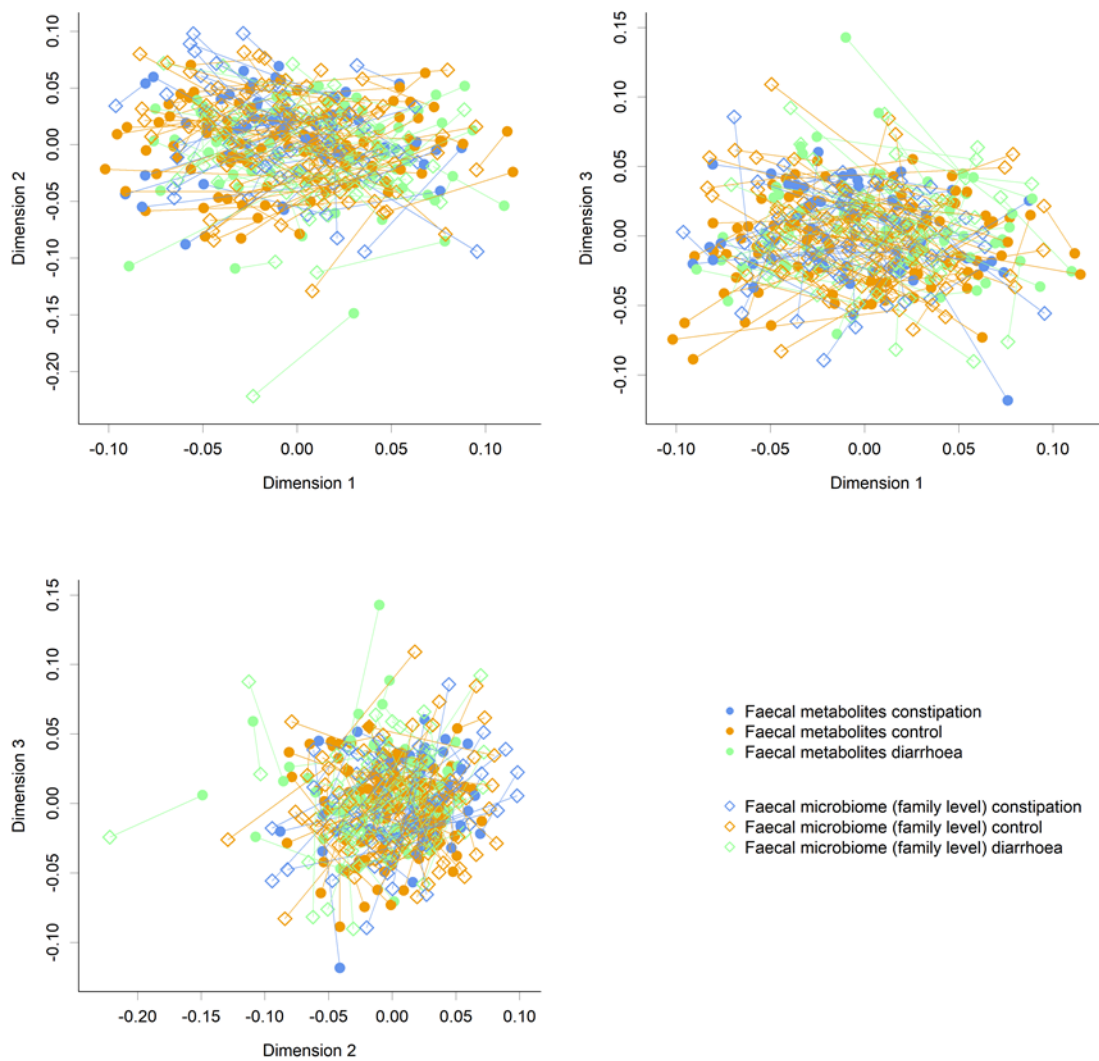 0.10
0.05
0.00
-0.05
-0.10
-0.15
-0.20
Dimension 2
-0.10 -0.05 0.00 0.05 0.10
Dimension 1
0.15
0.10
0.05
0.00
-0.05
-0.10
Dimension 3
-0.10 -0.05 0.00 0.05 0.10
Dimension 1
0.15
0.10
0.05
0.00
-0.05
-0.10
Dimension 3
-0.20 -0.15 -0.10 -0.05 0.00 0.05 0.10
Dimension 2
Faecal metabolites constipation
Faecal metabolites control
Faecal metabolites diarrhoea
Faecal microbiome (family level) constipation
Faecal microbiome (family level) control
Faecal microbiome (family level) diarrhoea